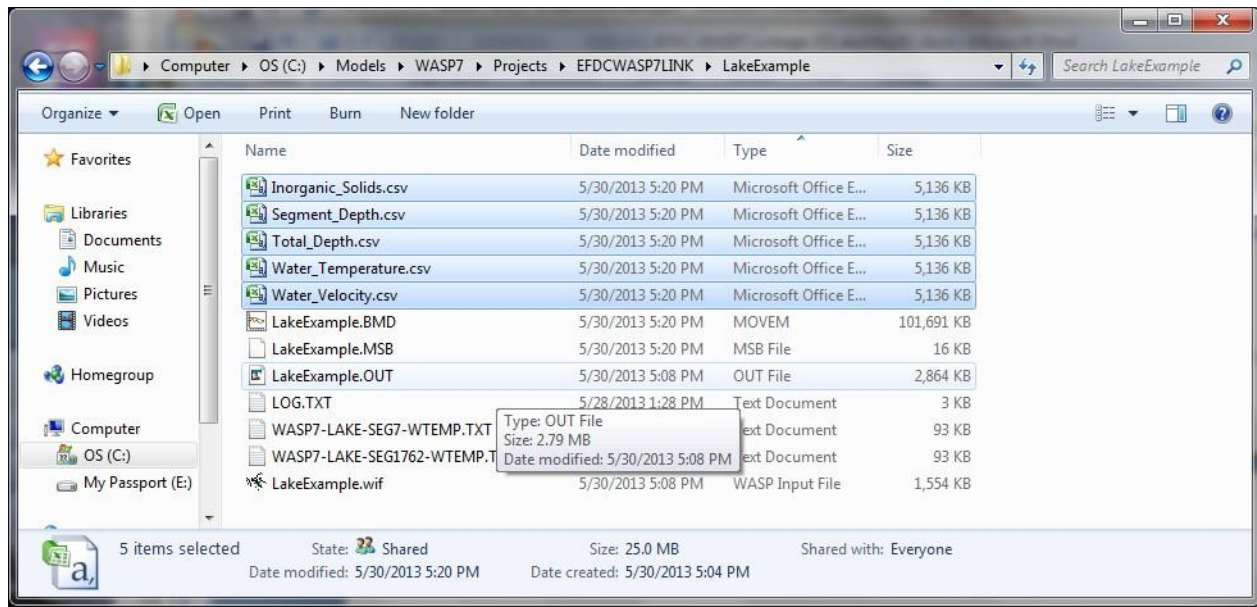 Computer ▸ OS (C:) ▸ Models ▸ WASP7 ▸ Projects ▸ EFDCWASP7LINK ▸ LakeExample Search LakeExample
Organize Open Print Burn New folder
Favorites
Libraries
Documents
Music
Pictures
Videos
Homegroup
Computer
OS (C:)
My Passport (E:)
Name Date modified Type Size
Inorganic_Solids.csv 5/30/2013 5:20 PM Microsoft Office E... 5,136 KB
Segment_Depth.csv 5/30/2013 5:20 PM Microsoft Office E... 5,136 KB
Total_Depth.csv 5/30/2013 5:20 PM Microsoft Office E... 5,136 KB
Water_Temperature.csv 5/30/2013 5:20 PM Microsoft Office E... 5,136 KB
Water_Velocity.csv 5/30/2013 5:20 PM Microsoft Office E... 5,136 KB
LakeExample.BMD 5/30/2013 5:20 PM MOVEM 101,691 KB
LakeExample.MSB 5/30/2013 5:20 PM MSB File 16 KB
LakeExample.OUT 5/30/2013 5:08 PM OUT File 2,864 KB
LOG.TXT 5/28/2013 1:28 PM Text Document 3 KB
WASP7-LAKE-SEG7-WTEMP.TXT ext Document 93 KB
WASP7-LAKE-SEG1762-WTEMP.T ext Document 93 KB
LakeExample.wif 5/30/2013 5:08 PM WASP Input File 1,554 KB
Type: OUT File
Size: 2.79 MB
Date modified: 5/30/2013 5:08 PM
5 items selected State: Shared Size: 25.0 MB Shared with: Everyone
Date modified: 5/30/2013 5:20 PM Date created: 5/30/2013 5:04 PM
a,